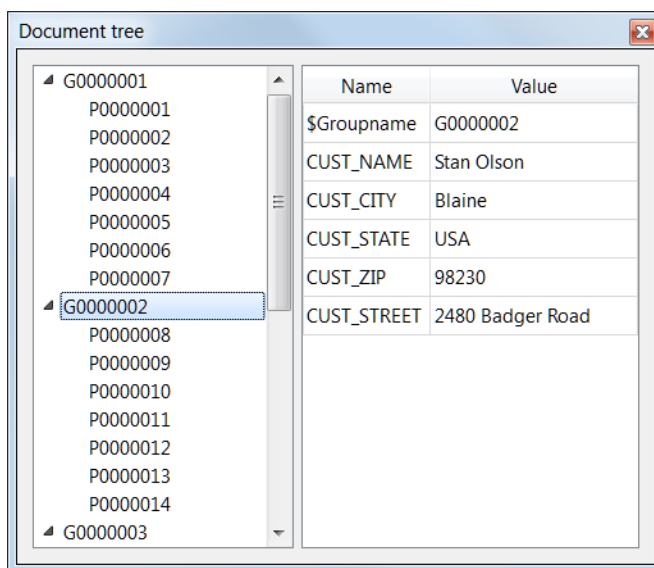 Document tree
G0000001
P0000001
P0000002
P0000003
P0000004
P0000005
P0000006
P0000007
G0000002
P0000008
P0000009
P0000010
P0000011
P0000012
P0000013
P0000014
G0000003
Name Value
$Groupname G0000002
CUST_NAME Stan Olson
CUST_CITY Blaine
CUST_STATE USA
CUST_ZIP 98230
CUST_STREET 2480 Badger Road